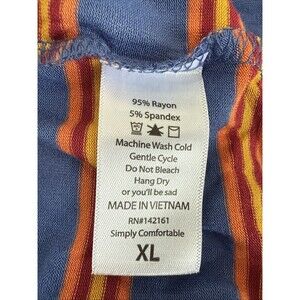 95% Rayon
5% Spandex
Machine Wash Cold
Gentle Cycle
Do Not Bleach
Hang Dry
or you'll be sad
MADE IN VIETNAM
RN#142161
Simply Comfortable
XL